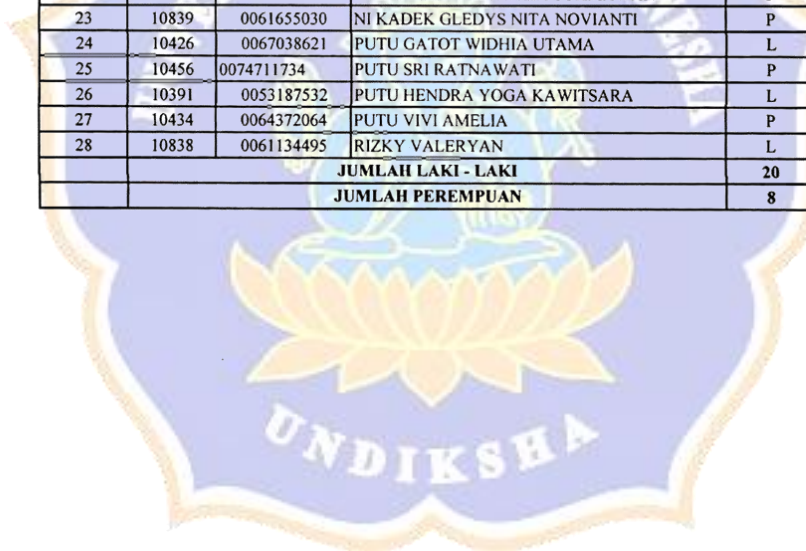 23 10839 0061655030 NI KADEK GLEDYS NITA NOVIANTI P
24 10426 0067038621 PUTU GATOT WIDHIA UTAMA L
25 10456 0074711734 PUTU SRI RATNAWATI P
26 10391 0053187532 PUTU HENDRA YOGA KAWITSARA L
27 10434 0064372064 PUTU VIVI AMELIA P
28 10838 0061134495 RIZKY VALERYAN L
JUMLAH LAKI - LAKI 20
JUMLAH PEREMPUAN 8
UNDIKSHA